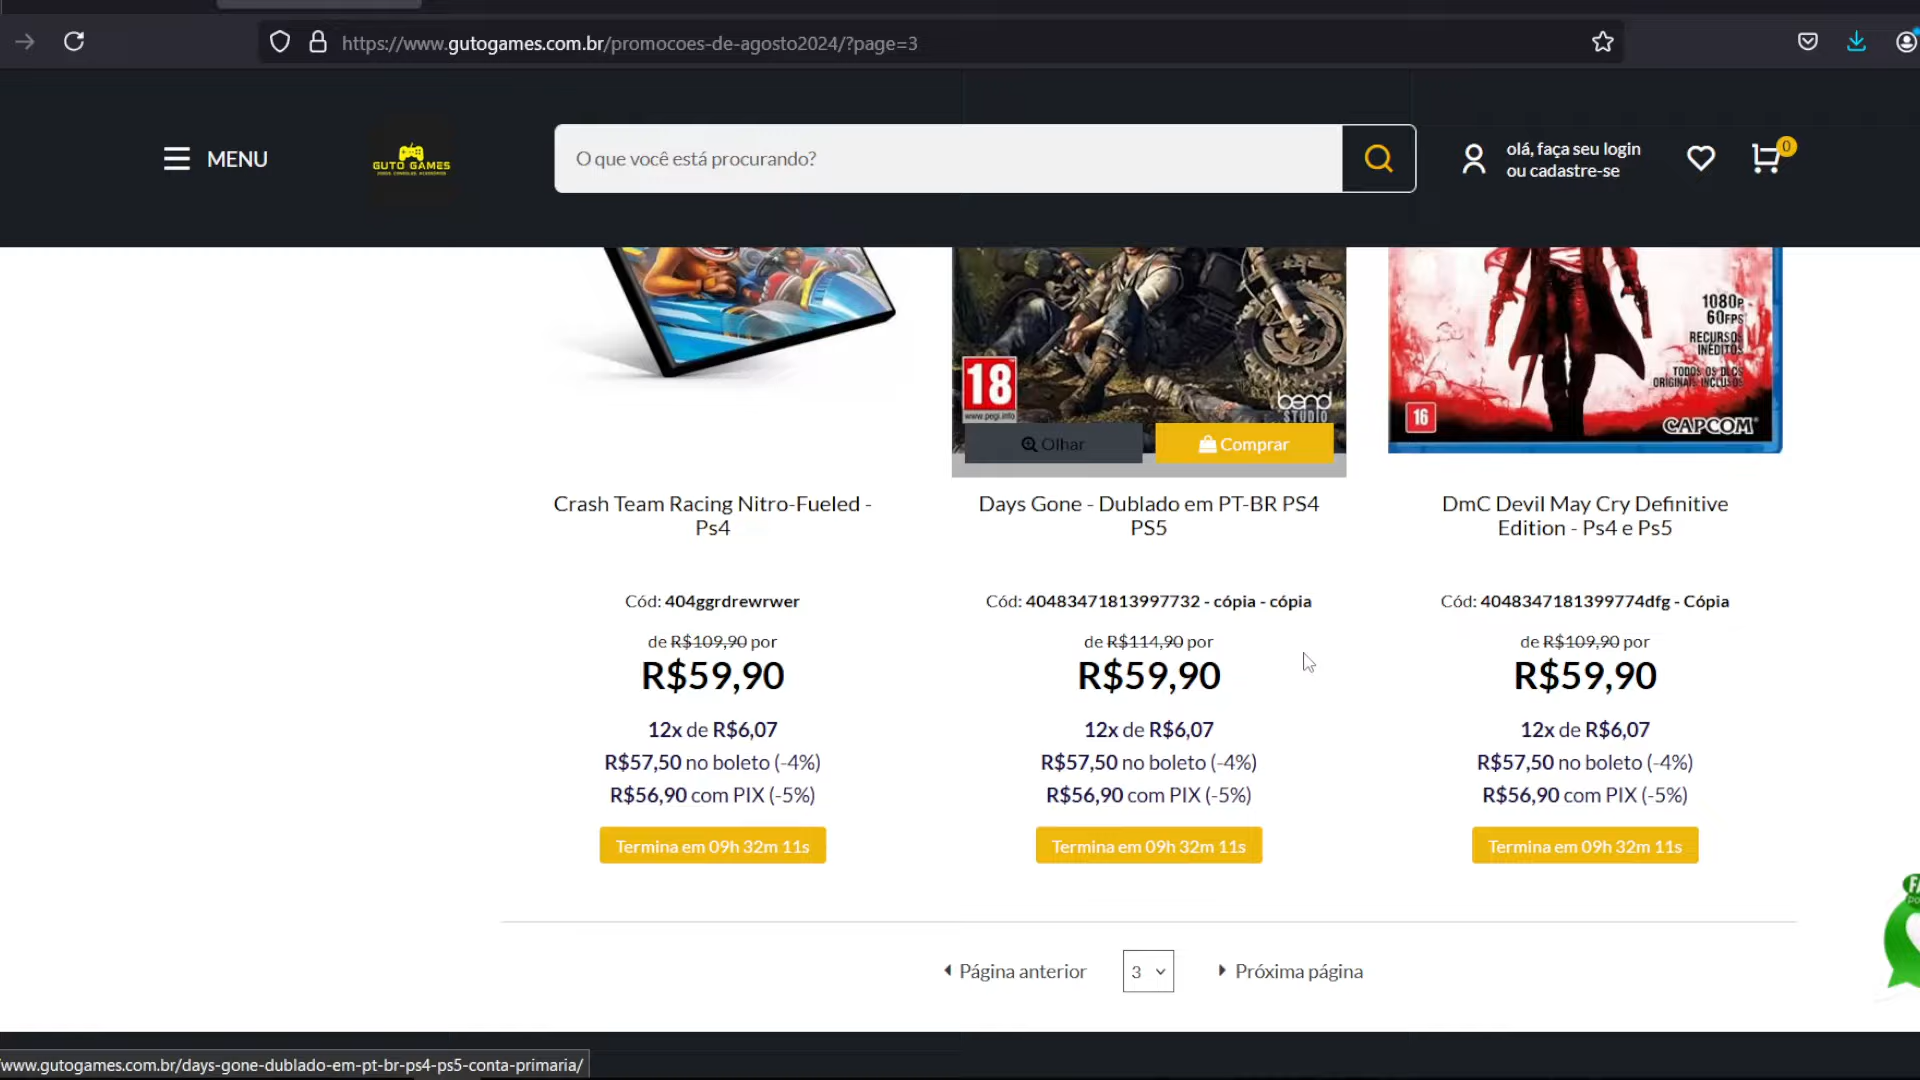 https://www.gutogames.com.br/promocoes-de-agosto2024/?page=3
MENU
GUTO GAMES
O que você está procurando?
olá, faça seu login
ou cadastre-se
0
18
www.pegi.info
bend
STUDIO
Olhar
Comprar
1080p
60FPS
RECURSOS
INÉDITOS
TODOS OS DLCS
ORIGINAIS INCLUSOS
16
CAPCOM
Crash Team Racing Nitro-Fueled -
Ps4
Cód: 404ggrdrewrwer
de R$109,90 por
R$59,90
12x de R$6,07
R$57,50 no boleto (-4%)
R$56,90 com PIX (-5%)
Termina em 09h 32m 11s
Days Gone - Dublado em PT-BR PS4
PS5
Cód: 40483471813997732 - cópia - cópia
de R$114,90 por
R$59,90
12x de R$6,07
R$57,50 no boleto (-4%)
R$56,90 com PIX (-5%)
Termina em 09h 32m 11s
DmC Devil May Cry Definitive
Edition - Ps4 e Ps5
Cód: 4048347181399774dfg - Cópia
de R$109,90 por
R$59,90
12x de R$6,07
R$57,50 no boleto (-4%)
R$56,90 com PIX (-5%)
Termina em 09h 32m 11s
Página anterior
3
Próxima página
www.gutogames.com.br/days-gone-dublado-em-pt-br-ps4-ps5-conta-primaria/